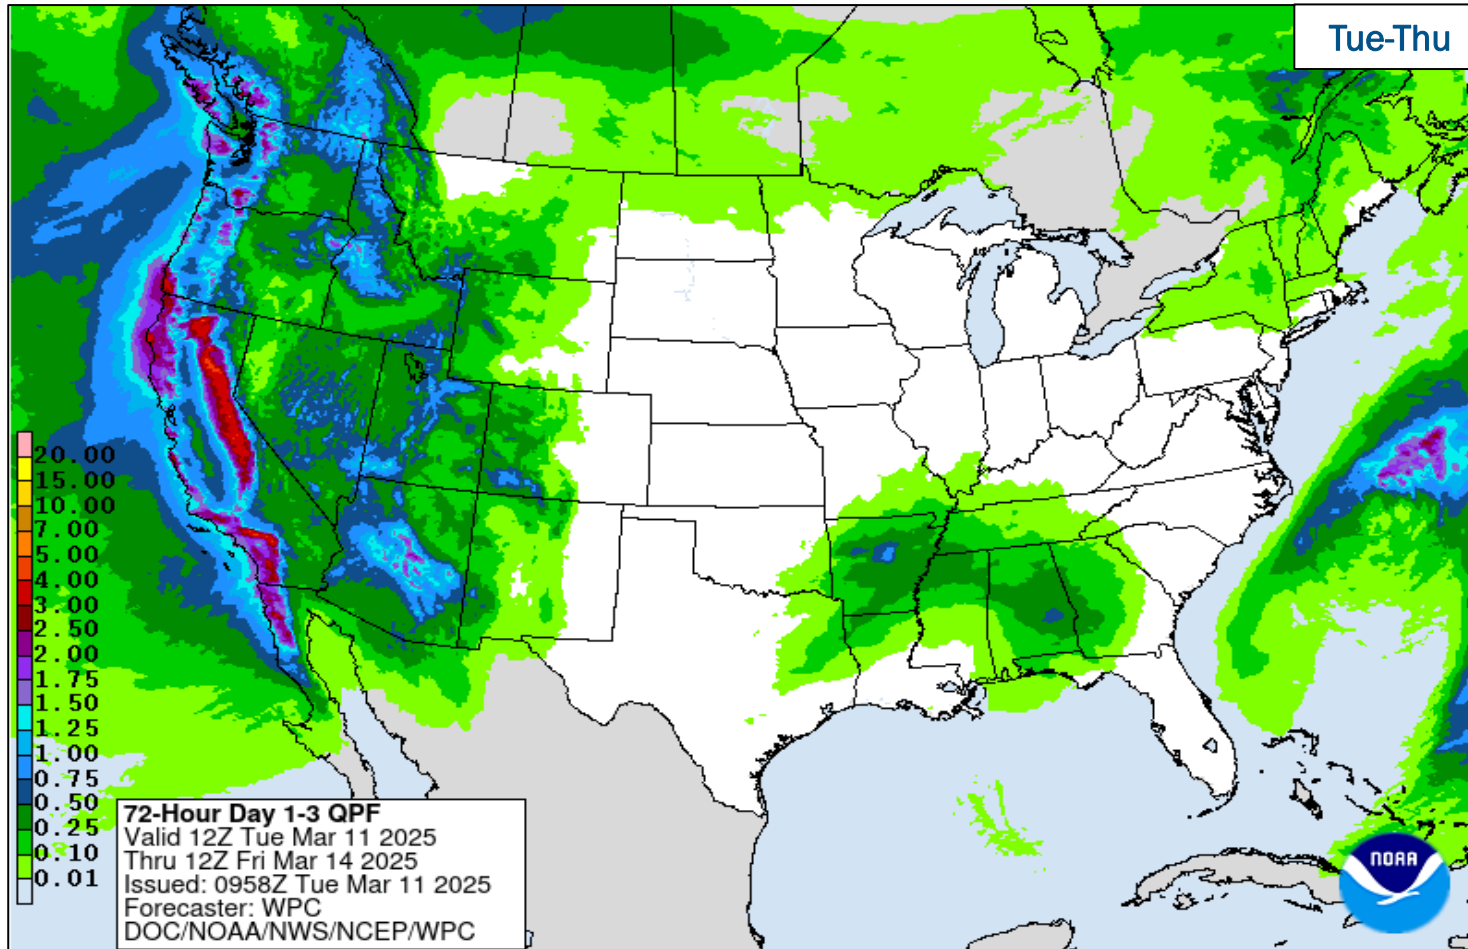 Tue-Thu
20.00
15.00
10.00
7.00
5.00
4.00
3.00
2.50
2.00
1.75
1.50
1.25
1.00
0.75
0.50
0.25
0.10
0.01
72-Hour Day 1-3 QPF
Valid 12Z Tue Mar 11 2025
Thru 12Z Fri Mar 14 2025
Issued: 0958Z Tue Mar 11 2025
Forecaster: WPC
DOC/NOAA/NWS/NCEP/WPC
NOAA